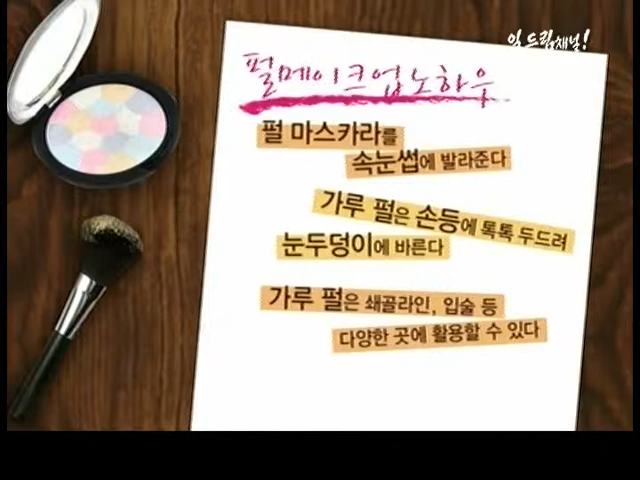 펄메이크업 노하우
펄 마스카라를
속눈썹에 발라준다
가루 펄은 손등에 톡톡 두드려
눈두덩이에 바른다
가루 펄은 쇄골라인, 입술 등
다양한 곳에 활용할 수 있다